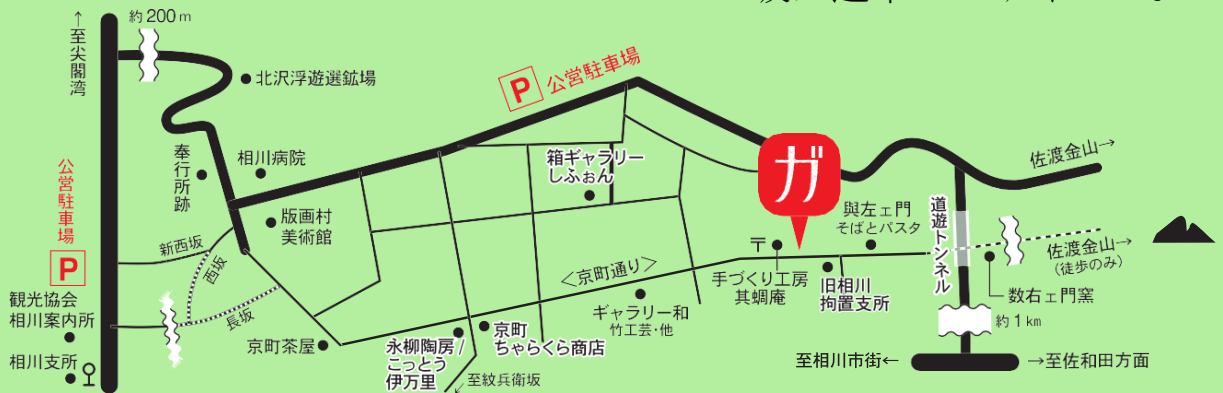 約200m
←至尖閣湾
北沢浮遊選鉱場
P 公営駐車場
奉行所跡
相川病院
公営駐車場
P
版画村
美術館
新西坂
西坂
長坂
観光協会
相川案内所
相川支所
京町茶屋
箱ギャラリー
しふぉん
ガ
佐渡金山→
與左ェ門
そばとパスタ
道遊トンネル
佐渡金山→
(徒歩のみ)
〒
<京町通り>
手づくり工房
其蜩庵
旧相川
拘置支所
数右ェ門窯
ギャラリー和
竹工芸・他
永柳陶房/
こっとう
伊万里
京町
ちゃらくら商店
約1km
至相川市街←
→至佐和田方面
至紋兵衛坂